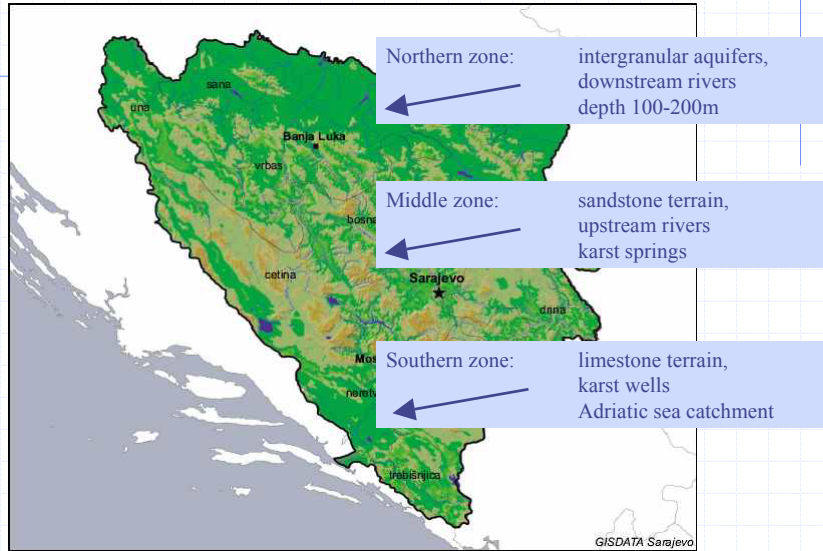 Northern zone: intergranular aquifers,
downstream rivers
depth 100-200m
sana
una
Banja Luka
vrbas
Middle zone: sandstone terrain,
upstream rivers
karst springs
bosna
cetina
Sarajevo
drina
Southern zone: limestone terrain,
karst wells
Adriatic sea catchment
Mos
neretv
trebišnjica
GISDATA Sarajevo